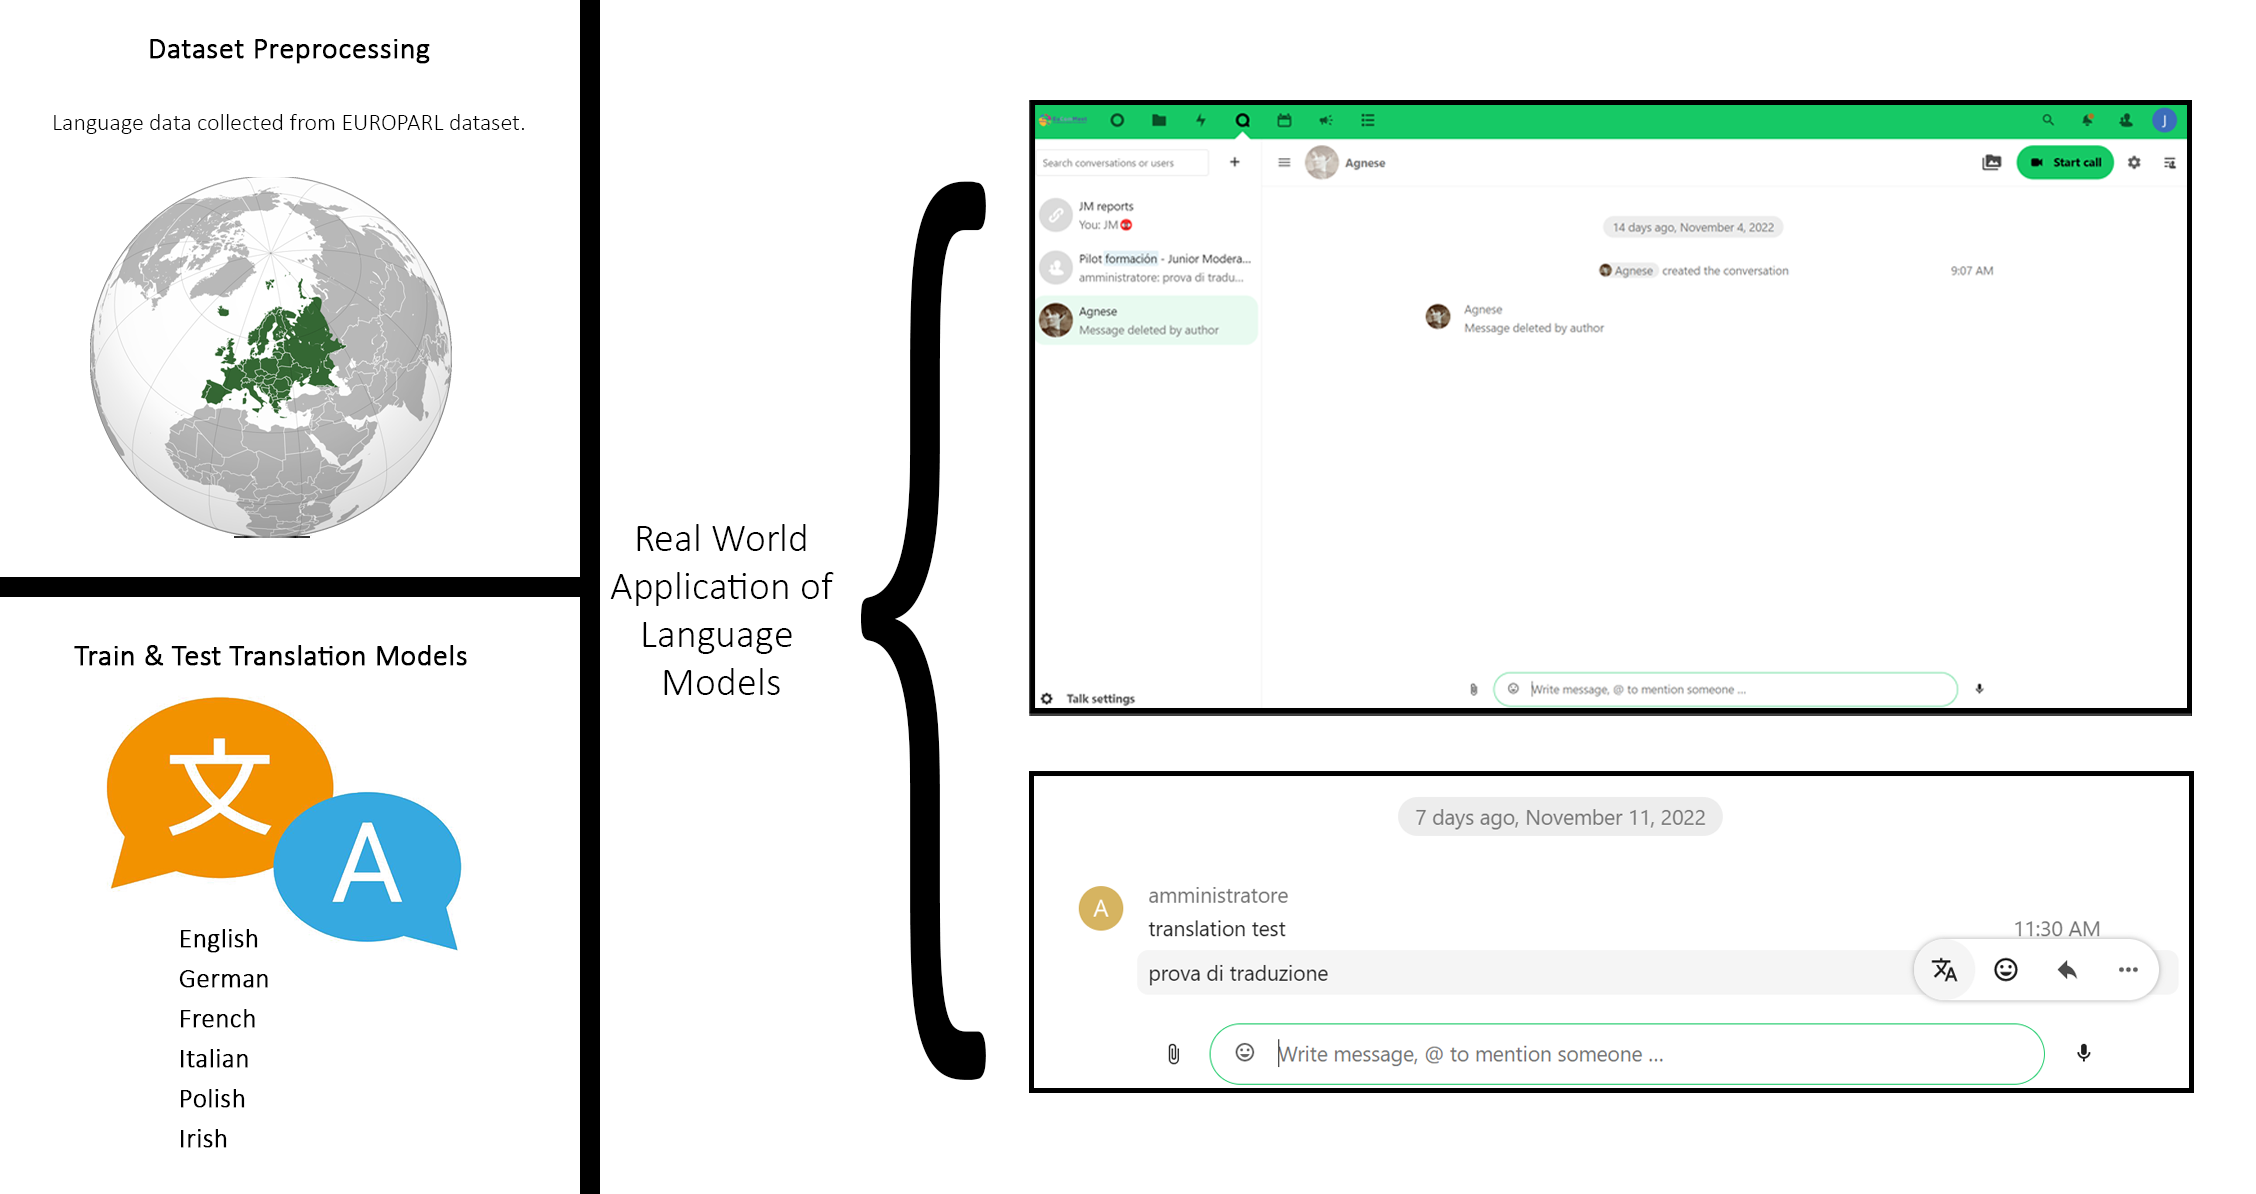 Dataset Preprocessing
Language data collected from EUROPARL dataset.
Train & Test Translation Models
文
A
English
German
French
Italian
Polish
Irish
Real World
Application of
Language
Models
J
Search conversations or users
+
Agnese
Start call
JM reports
You: JM
Pilot formación - Junior Modera...
amministratore: prova di tradu...
Agnese
Message deleted by author
14 days ago, November 4, 2022
Agnese created the conversation 9:07 AM
Agnese
Message deleted by author
Talk settings
Write message, @ to mention someone ...
7 days ago, November 11, 2022
A
amministratore
translation test 11:30 AM
prova di traduzione
Write message, @ to mention someone ...